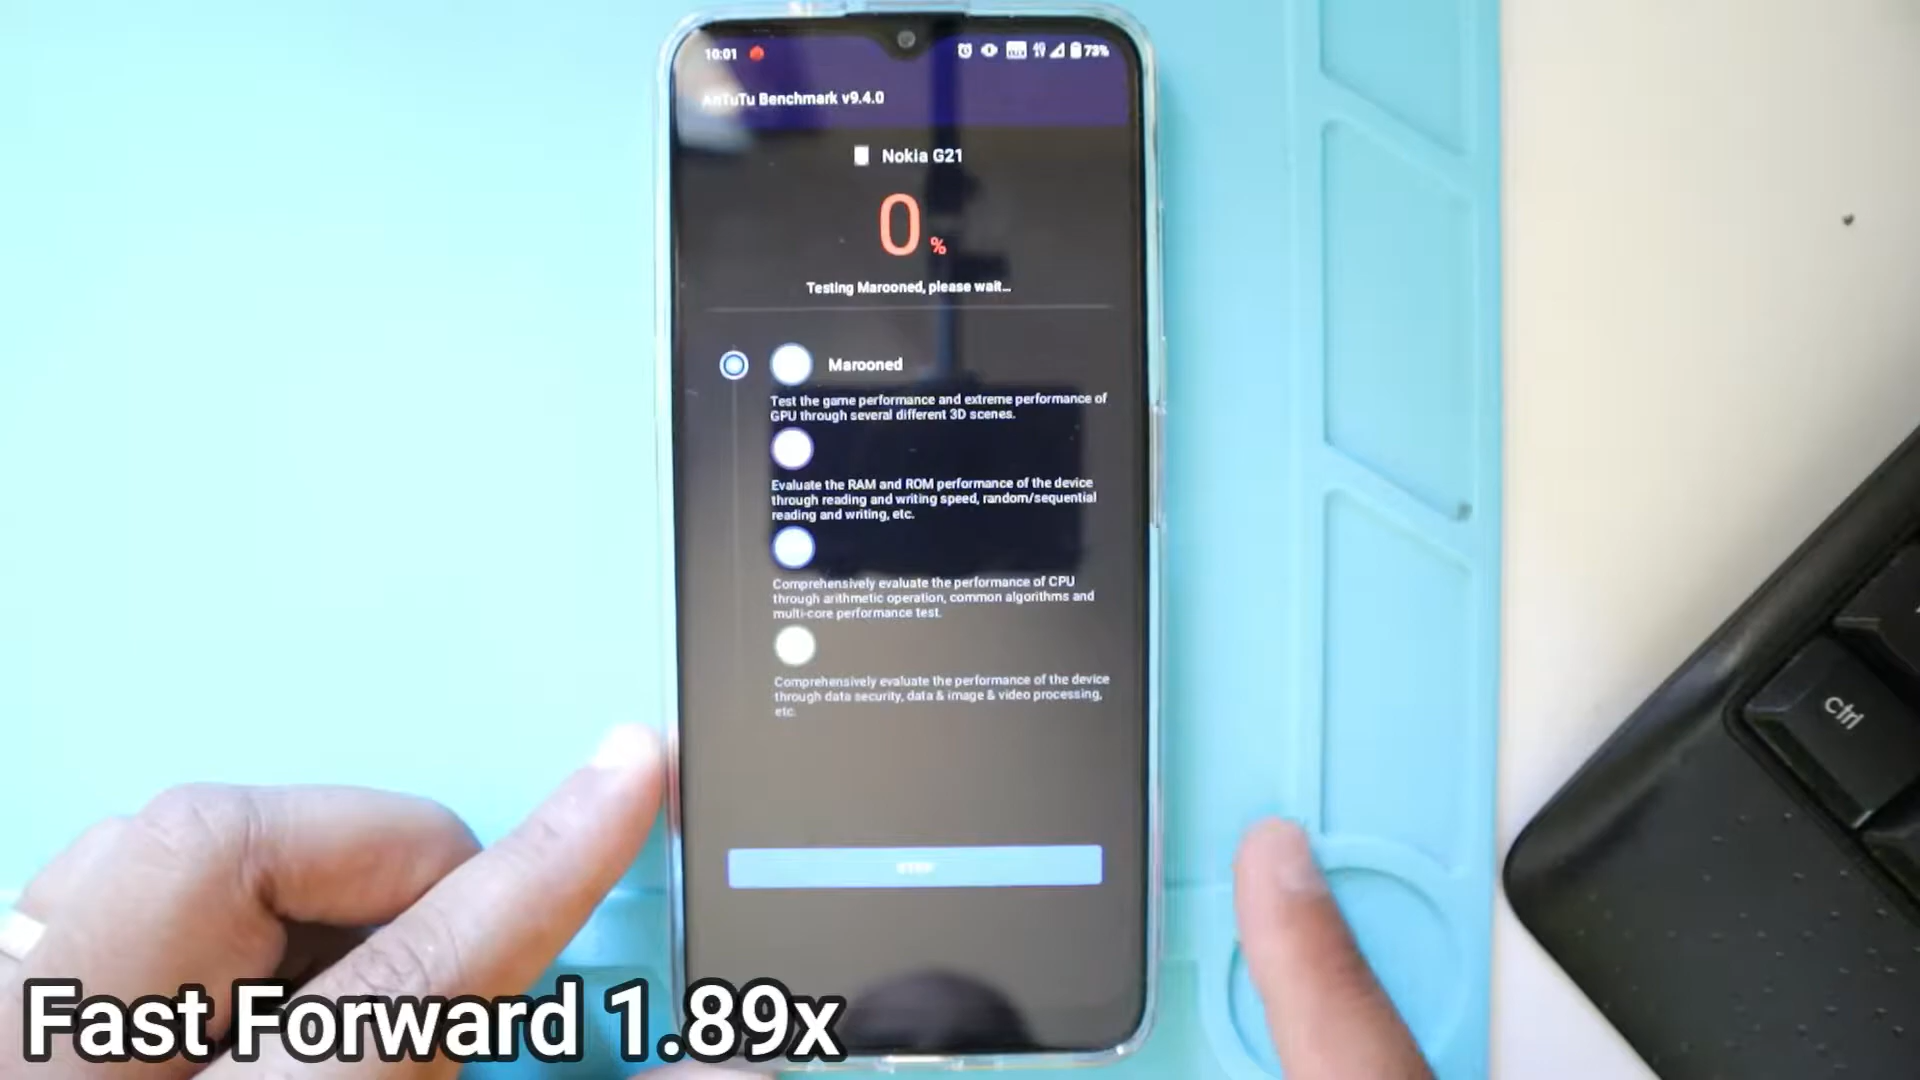 10:01
73%
AnTuTu Benchmark v9.4.0
Nokia G21
0%
Testing Marooned, please wait...
Marooned
Test the game performance and extreme performance of
GPU through several different 3D scenes.
Evaluate the RAM and ROM performance of the device
through reading and writing speed, random/sequential
reading and writing, etc.
Comprehensively evaluate the performance of CPU
through arithmetic operation, common algorithms and
multi-core performance test.
Comprehensively evaluate the performance of the device
through data security, data & image & video processing,
etc.
STOP
Ctrl
Fast Forward 1.89x